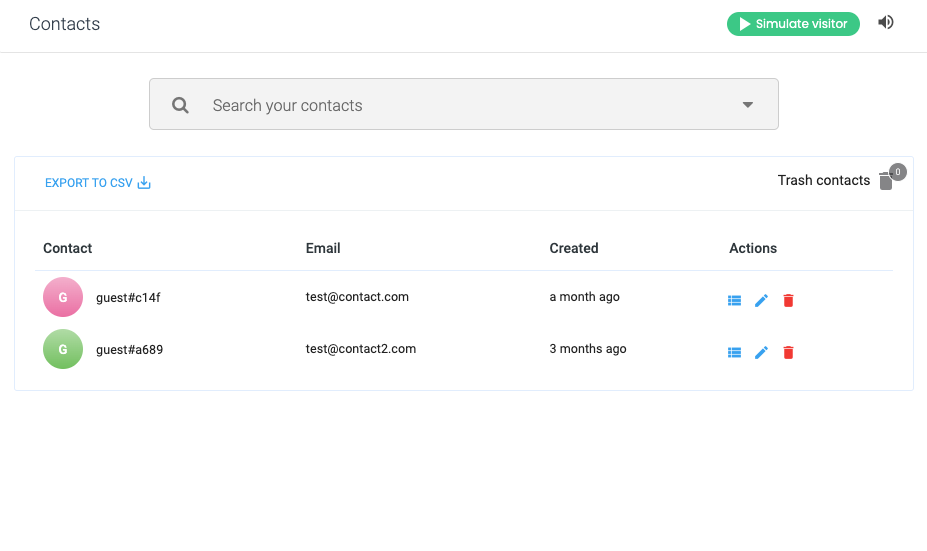 Contacts
Simulate visitor
Search your contacts
EXPORT TO CSV
Trash contacts 0
Contact Email Created Actions
G guest#c14f test@contact.com a month ago
G guest#a689 test@contact2.com 3 months ago